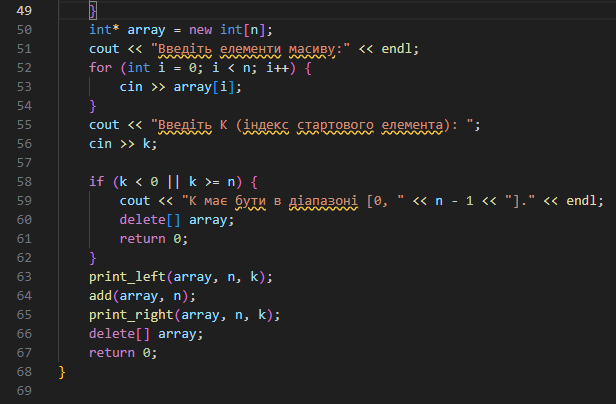 49 }
50 int* array = new int[n];
51 cout << "Введіть елементи масиву:" << endl;
52 for (int i = 0; i < n; i++) {
53 cin >> array[i];
54 }
55 cout << "Введіть K (індекс стартового елемента): ";
56 cin >> k;
57
58 if (k < 0 || k >= n) {
59 cout << "K має бути в діапазоні [0, " << n - 1 << "]." << endl;
60 delete[] array;
61 return 0;
62 }
63 print_left(array, n, k);
64 add(array, n);
65 print_right(array, n, k);
66 delete[] array;
67 return 0;
68 }
69